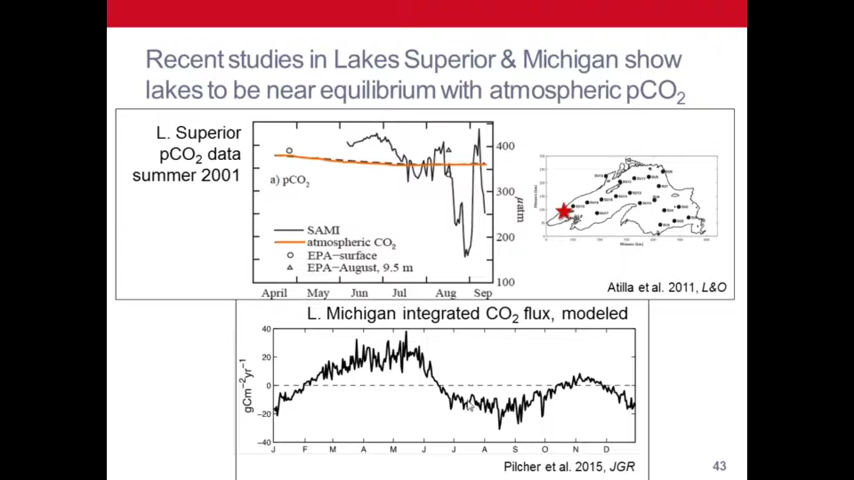 Recent studies in Lakes Superior & Michigan show
lakes to be near equilibrium with atmospheric pCO₂
L. Superior
pCO₂ data
summer 2001
a) pCO₂
SAMI
atmospheric CO₂
EPA−surface
EPA−August, 9.5 m
400
300
200
100
μatm
April May Jun Jul Aug Sep
Atilla et al. 2011, L&O
L. Michigan integrated CO₂ flux, modeled
gCm⁻²yr⁻¹
40
20
0
−20
−40
J F M A M J J A S O N D
Pilcher et al. 2015, JGR
43